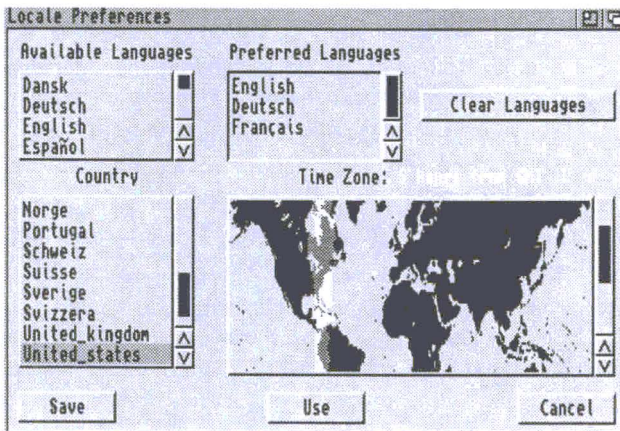 Locale Preferences
Available Languages
Dansk
Deutsch
English
Español
Preferred Languages
English
Deutsch
Français
Clear Languages
Country
Norge
Portugal
Schweiz
Suisse
Sverige
Svizzera
United_kingdom
United_states
Time Zone:
Save
Use
Cancel